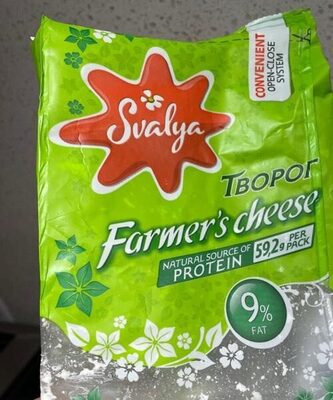 CONVENIENT
OPEN-CLOSE
SYSTEM
Svalya
Творог
Farmer's cheese
NATURAL SOURCE OF
PROTEIN
59,2g PER
PACK
9%
FAT